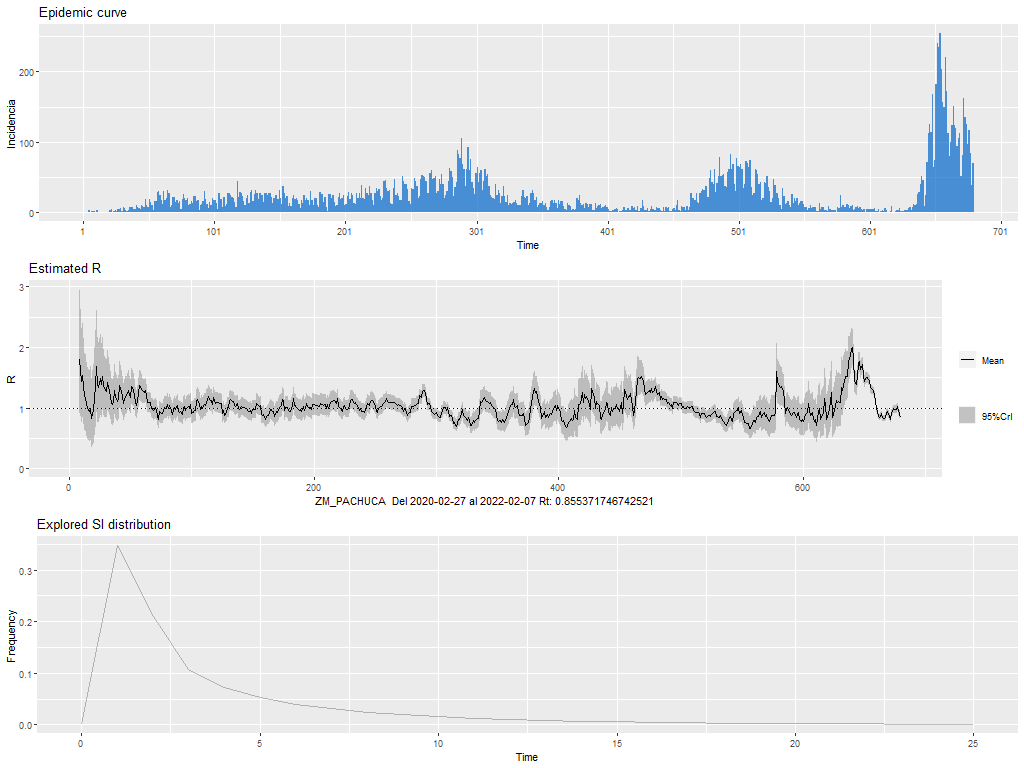 Epidemic curve
200
100
0
Incidencia
1 101 201 301 401 501 601 701
Time
Estimated R
3
2
1
0
R
Mean
95%CrI
0 200 400 600
ZM_PACHUCA Del 2020-02-27 al 2022-02-07 Rt: 0.855371746742521
Explored SI distribution
0.3
0.2
0.1
0.0
Frequency
0 5 10 15 20 25
Time